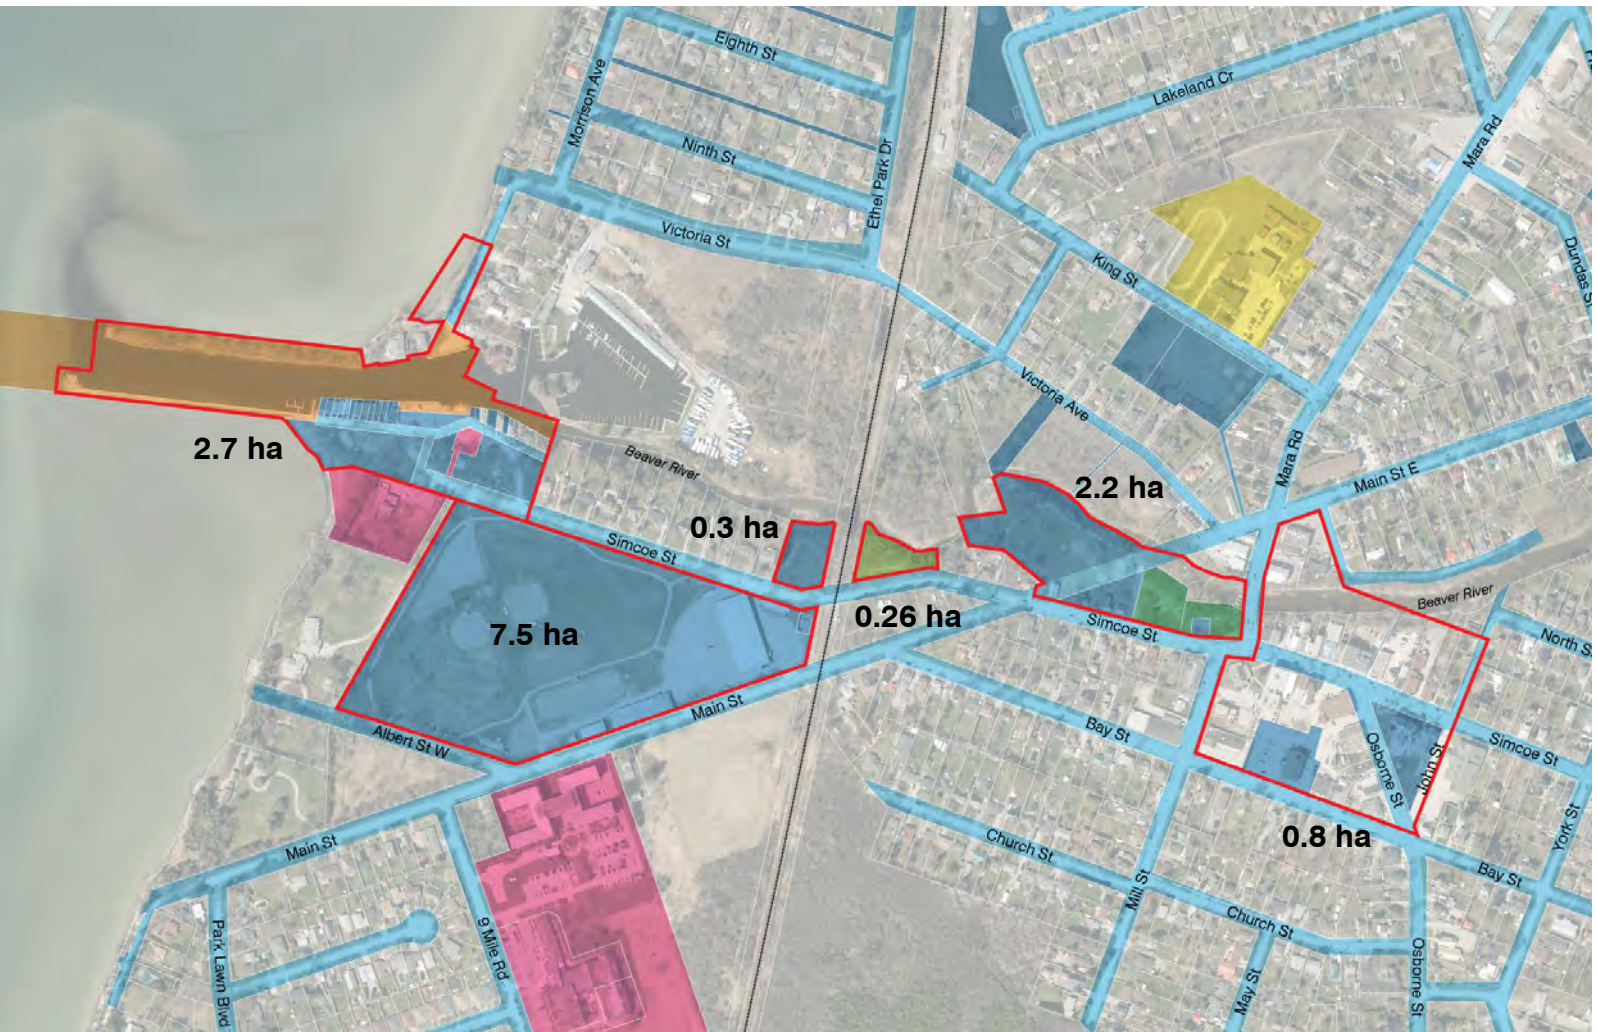 Eighth St
Morrison Ave
Lakeland Cr
Mara Rd
Ninth St
Ethel Park Dr
Victoria St
King St
Dundas S
Victoria Ave
2.7 ha
Beaver River
Mara Rd
Main St E
2.2 ha
0.3 ha
Simcoe St
Beaver River
0.26 ha
Simcoe St
7.5 ha
North S
Main St
Bay St
Albert St W
Osborne St
John St
Simcoe St
0.8 ha
York St
Main St
Church St
Bay St
Mill St
Church St
9 Mile Rd
Park Lawn Blvd
May St
Osborne St